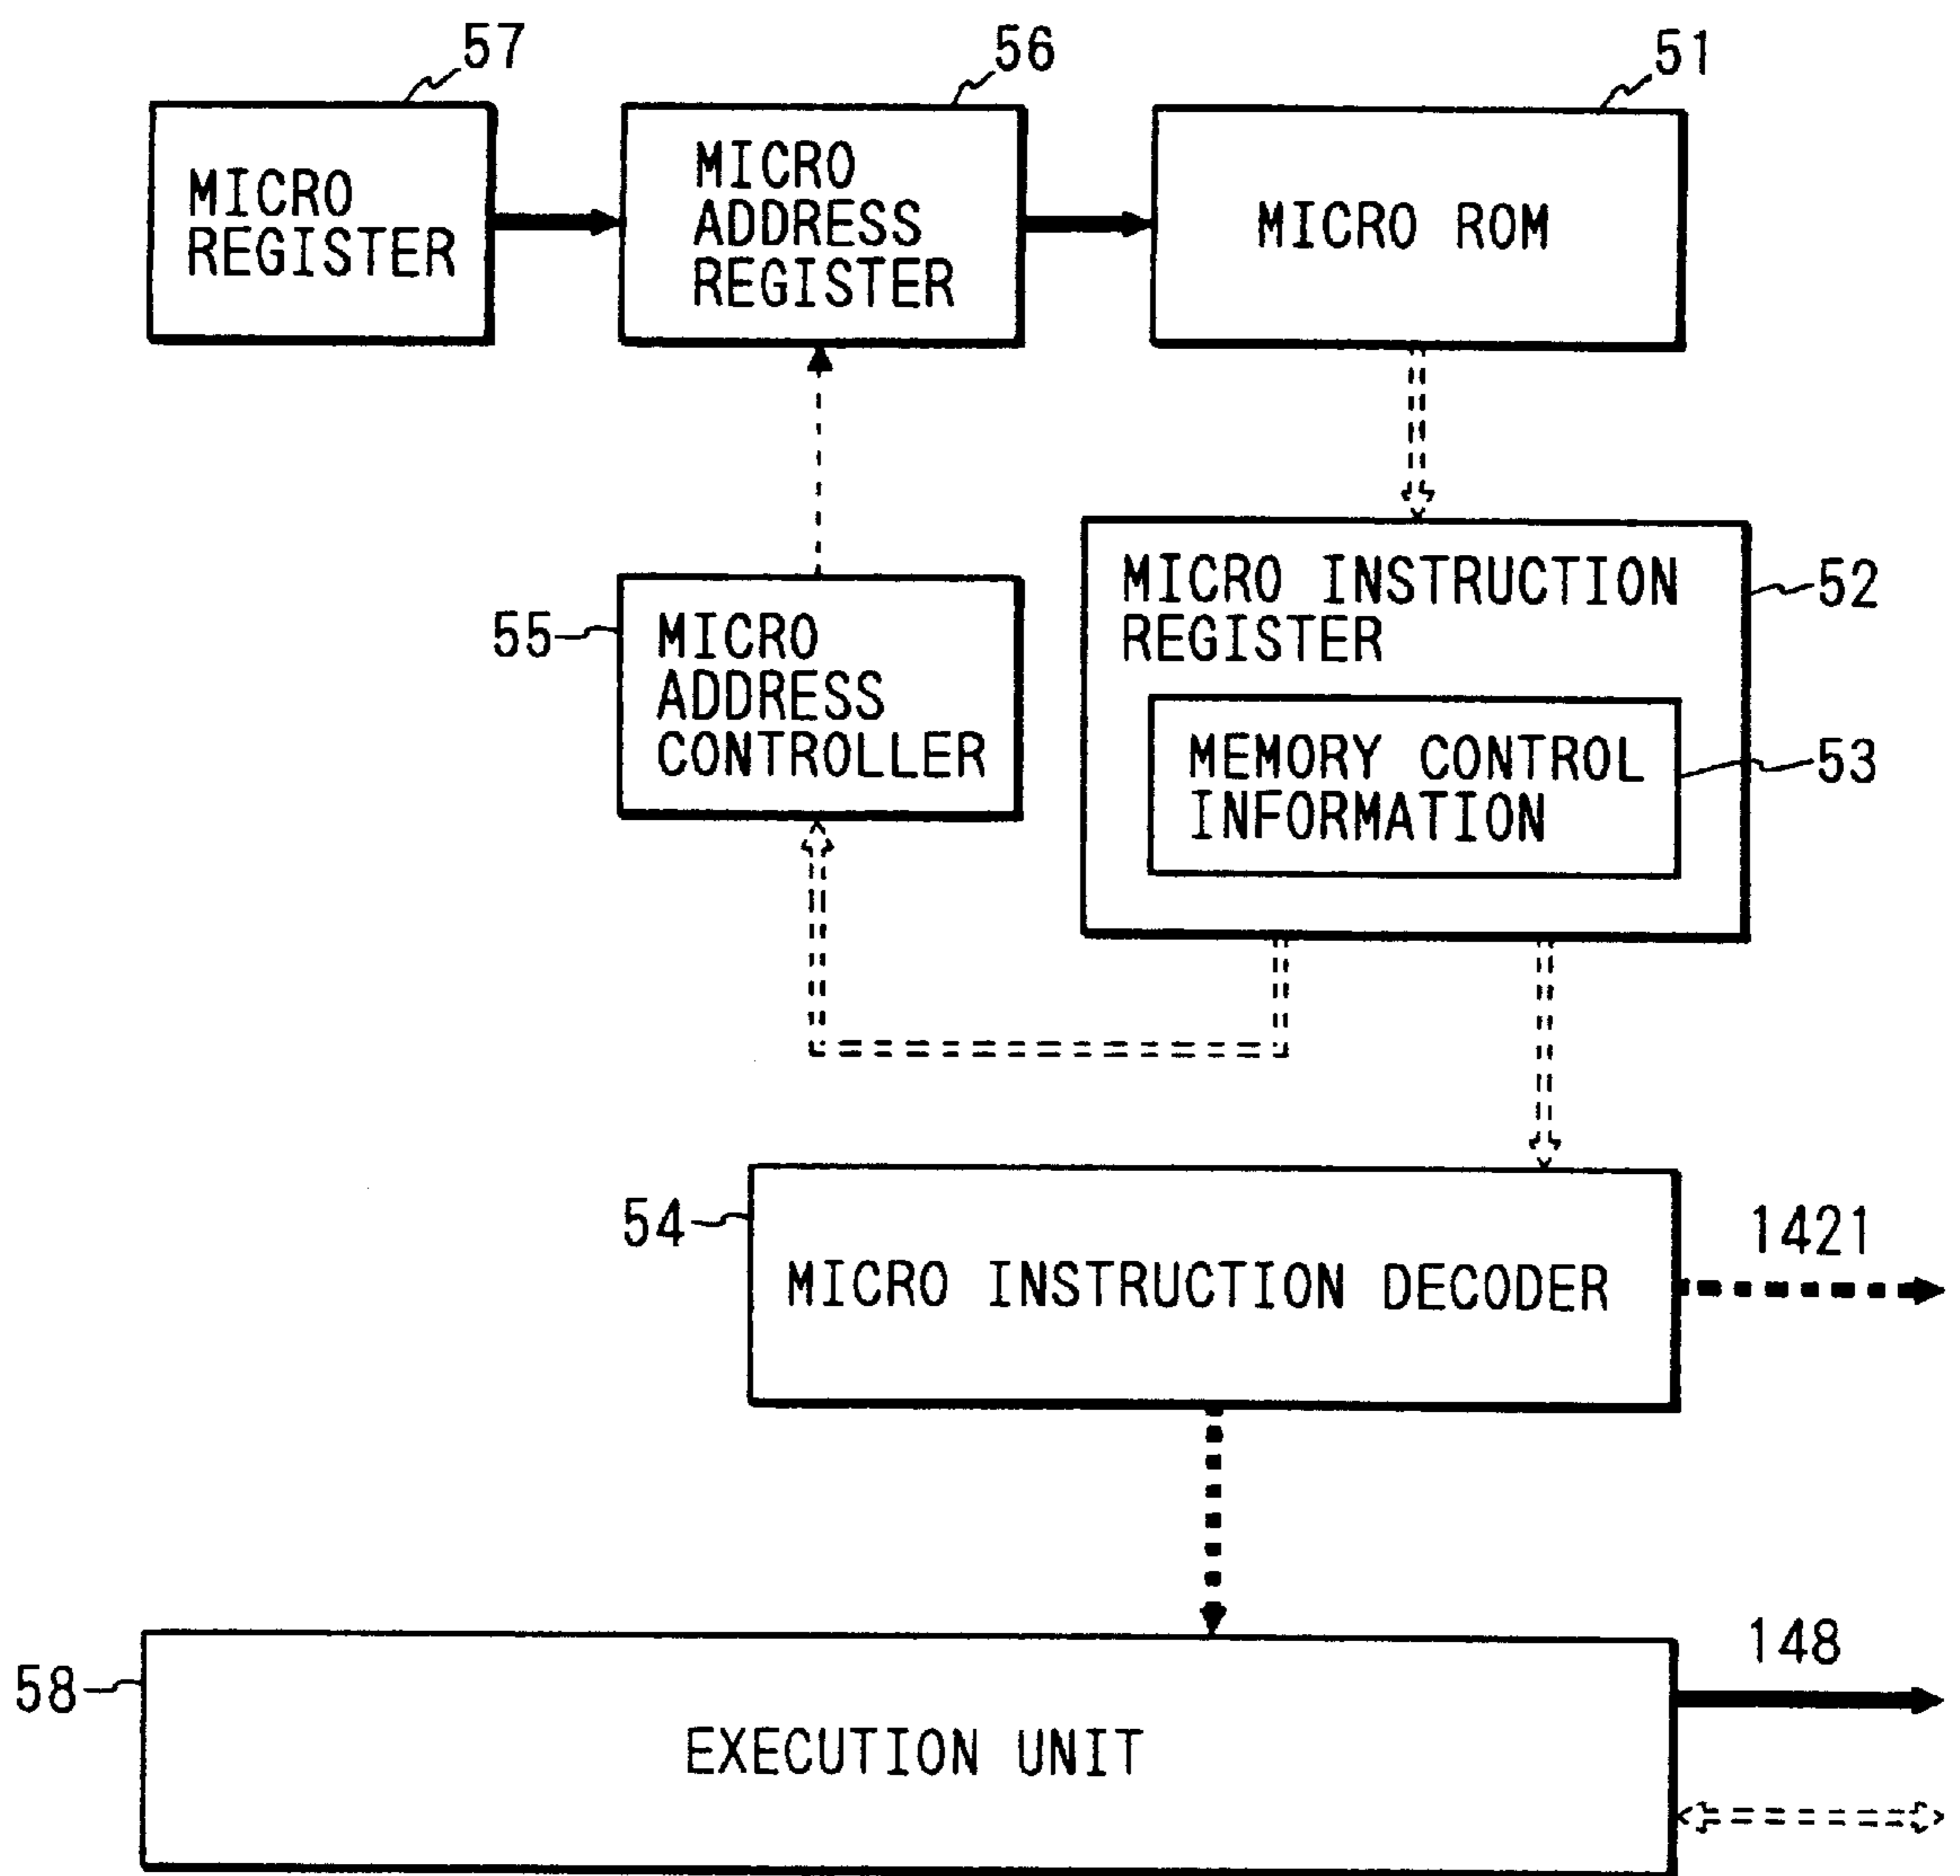 57
56
51
MICRO
REGISTER
MICRO
ADDRESS
REGISTER
MICRO ROM
55
MICRO
ADDRESS
CONTROLLER
MICRO INSTRUCTION
REGISTER
52
MEMORY CONTROL
INFORMATION
53
54
MICRO INSTRUCTION DECODER
1421
58
EXECUTION UNIT
148